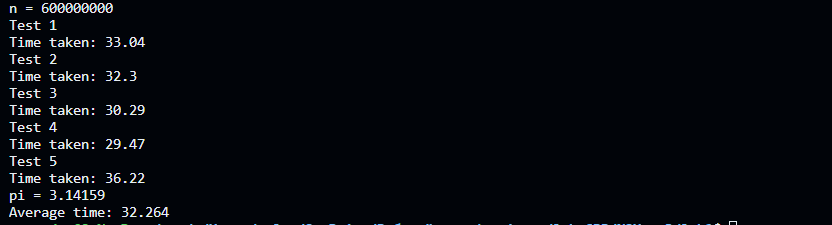 n = 600000000
Test 1
Time taken: 33.04
Test 2
Time taken: 32.3
Test 3
Time taken: 30.29
Test 4
Time taken: 29.47
Test 5
Time taken: 36.22
pi = 3.14159
Average time: 32.264